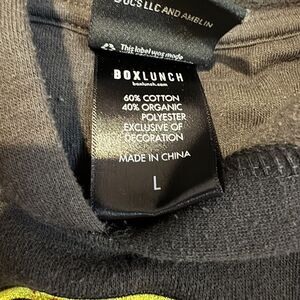 UCS LLC AND AMBLIN
This label was made
BOXLUNCH
boxlunch.com
60% COTTON
40% ORGANIC
POLYESTER
EXCLUSIVE OF
DECORATION
MADE IN CHINA
L